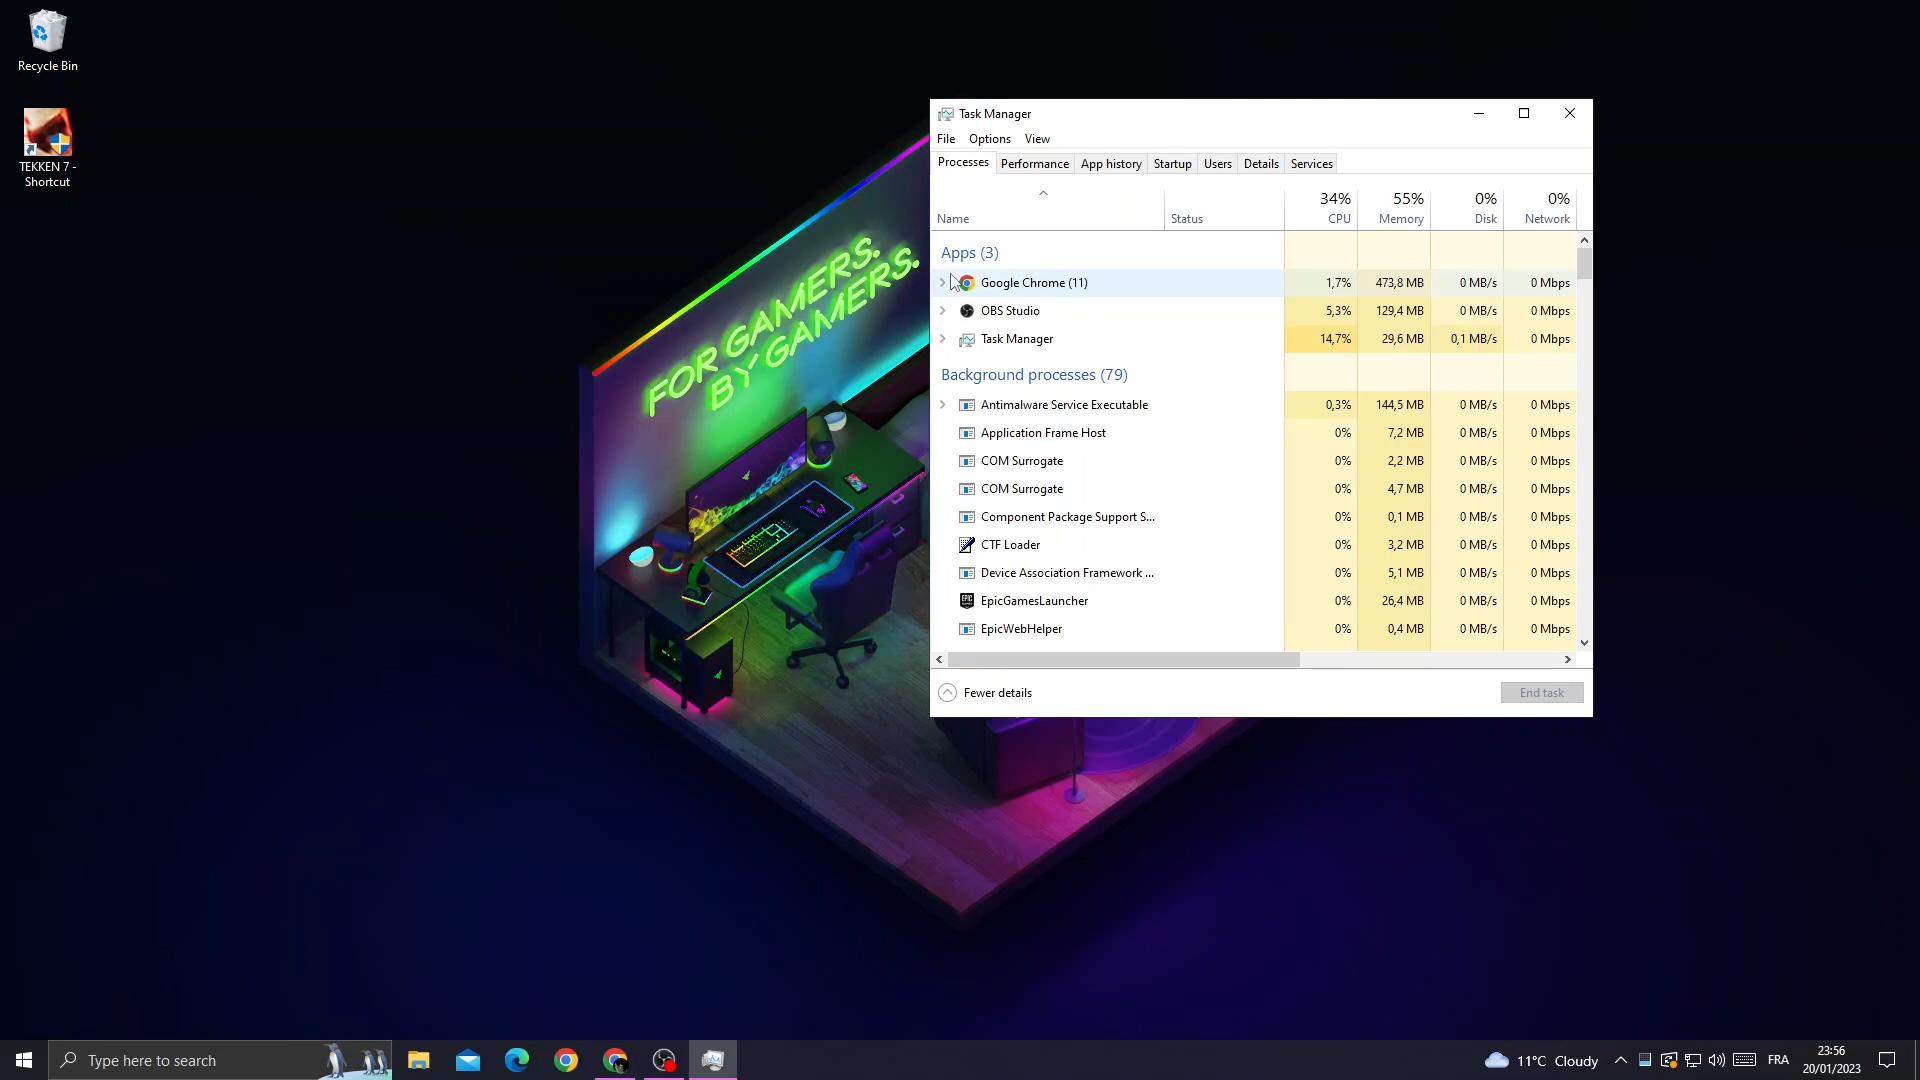 Recycle Bin
TEKKEN 7 -
Shortcut
FOR GAMERS.
BY GAMERS.
Task Manager
File Options View
Processes Performance App history Startup Users Details Services
34% 55% 0% 0%
Name Status CPU Memory Disk Network
Apps (3)
Google Chrome (11) 1,7% 473,8 MB 0 MB/s 0 Mbps
OBS Studio 5,3% 129,4 MB 0 MB/s 0 Mbps
Task Manager 14,7% 29,6 MB 0,1 MB/s 0 Mbps
Background processes (79)
Antimalware Service Executable 0,3% 144,5 MB 0 MB/s 0 Mbps
Application Frame Host 0% 7,2 MB 0 MB/s 0 Mbps
COM Surrogate 0% 2,2 MB 0 MB/s 0 Mbps
COM Surrogate 0% 4,7 MB 0 MB/s 0 Mbps
Component Package Support S... 0% 0,1 MB 0 MB/s 0 Mbps
CTF Loader 0% 3,2 MB 0 MB/s 0 Mbps
Device Association Framework ... 0% 5,1 MB 0 MB/s 0 Mbps
EpicGamesLauncher 0% 26,4 MB 0 MB/s 0 Mbps
EpicWebHelper 0% 0,4 MB 0 MB/s 0 Mbps
Fewer details End task
Type here to search 11°C Cloudy FRA 23:56
20/01/2023